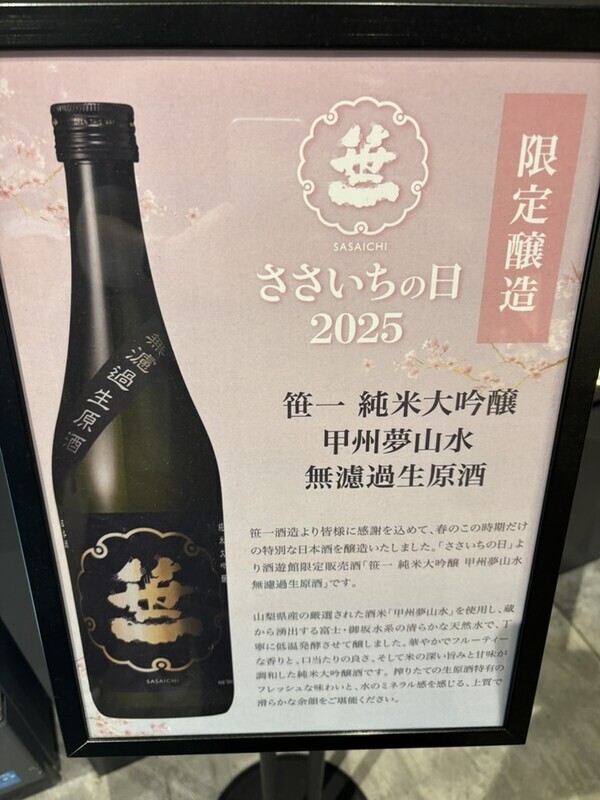 限定醸造
笹一
SASAICHI
ささいちの日
2025
笹一 純米大吟醸
甲州夢山水
無濾過生原酒
笹一酒造より皆様に感謝を込めて、春のこの時期だけ
の特別な日本酒を醸造いたしました。「ささいちの日」よ
り酒遊館限定販売酒「笹一 純米大吟醸 甲州夢山水
無濾過生原酒」です。
山梨県産の厳選された酒米「甲州夢山水」を使用し、蔵
から湧出する富士・御坂水系の清らかな天然水で、丁
寧に低温発酵させて醸しました。華やかでフルーティー
な香りと、口当たりの良さ、そして米の深い旨みと甘味が
調和した純米大吟醸酒です。搾りたての生原酒特有の
フレッシュな味わいと、水のミネラル感を感じる、上質で
滑らかな余韻をご堪能ください。
無濾過生原酒
純米大吟醸
笹一
SASAICHI